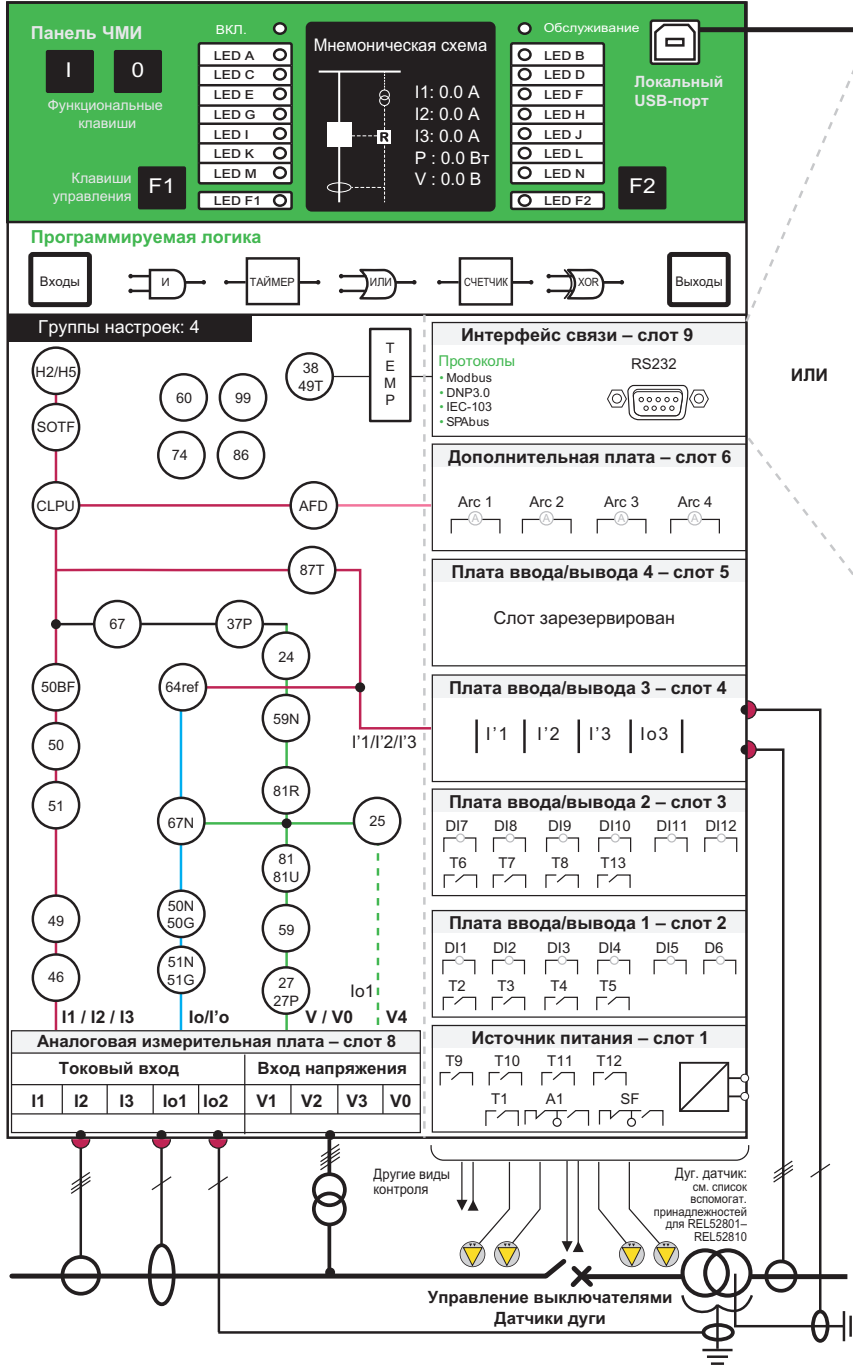 Панель ЧМИ
I
0
Функциональные
клавиши
Клавиши
управления
F1
ВКЛ.
LED A
LED C
LED E
LED G
LED I
LED K
LED M
LED F1
Мнемоническая схема
R
I1: 0.0 A
I2: 0.0 A
I3: 0.0 A
P : 0.0 Вт
V : 0.0 В
Обслуживание
LED B
LED D
LED F
LED H
LED J
LED L
LED N
LED F2
Локальный
USB-порт
F2
Программируемая логика
Входы
И
ТАЙМЕР
ИЛИ
СЧЕТЧИК
XOR
Выходы
Группы настроек: 4
H2/H5
SOTF
60
99
74
86
38
49T
TEMP
CLPU
AFD
87T
67
37P
24
50BF
64ref
59N
50
I'1/I'2/I'3
51
81R
67N
25
81
81U
49
50N
50G
59
46
51N
51G
27
27P
Io1
I1 / I2 / I3
Io/I'o
V / V0
V4
Аналоговая измерительная плата – слот 8
Токовый вход
Вход напряжения
I1 I2 I3 Io1 Io2 V1 V2 V3 V0
Интерфейс связи – слот 9
Протоколы
• Modbus
• DNP3.0
• IEC-103
• SPAbus
RS232
ИЛИ
Дополнительная плата – слот 6
Arc 1 Arc 2 Arc 3 Arc 4
A A A A
Плата ввода/вывода 4 – слот 5
Слот зарезервирован
Плата ввода/вывода 3 – слот 4
I'1 I'2 I'3 Io3
Плата ввода/вывода 2 – слот 3
DI7 DI8 DI9 DI10 DI11 DI12
T6 T7 T8 T13
Плата ввода/вывода 1 – слот 2
DI1 DI2 DI3 DI4 DI5 D6
T2 T3 T4 T5
Источник питания – слот 1
T9 T10 T11 T12
T1 A1 SF
Другие виды
контроля
Дуг. датчик:
см. список
вспомогат.
принадлежностей
для REL52801–
REL52810
Управление выключателями
Датчики дуги